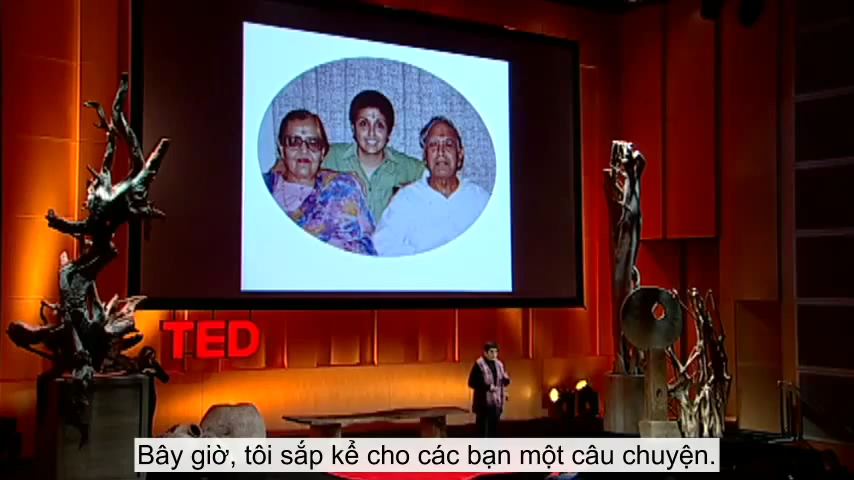 TED
Bây giờ, tôi sắp kể cho các bạn một câu chuyện.